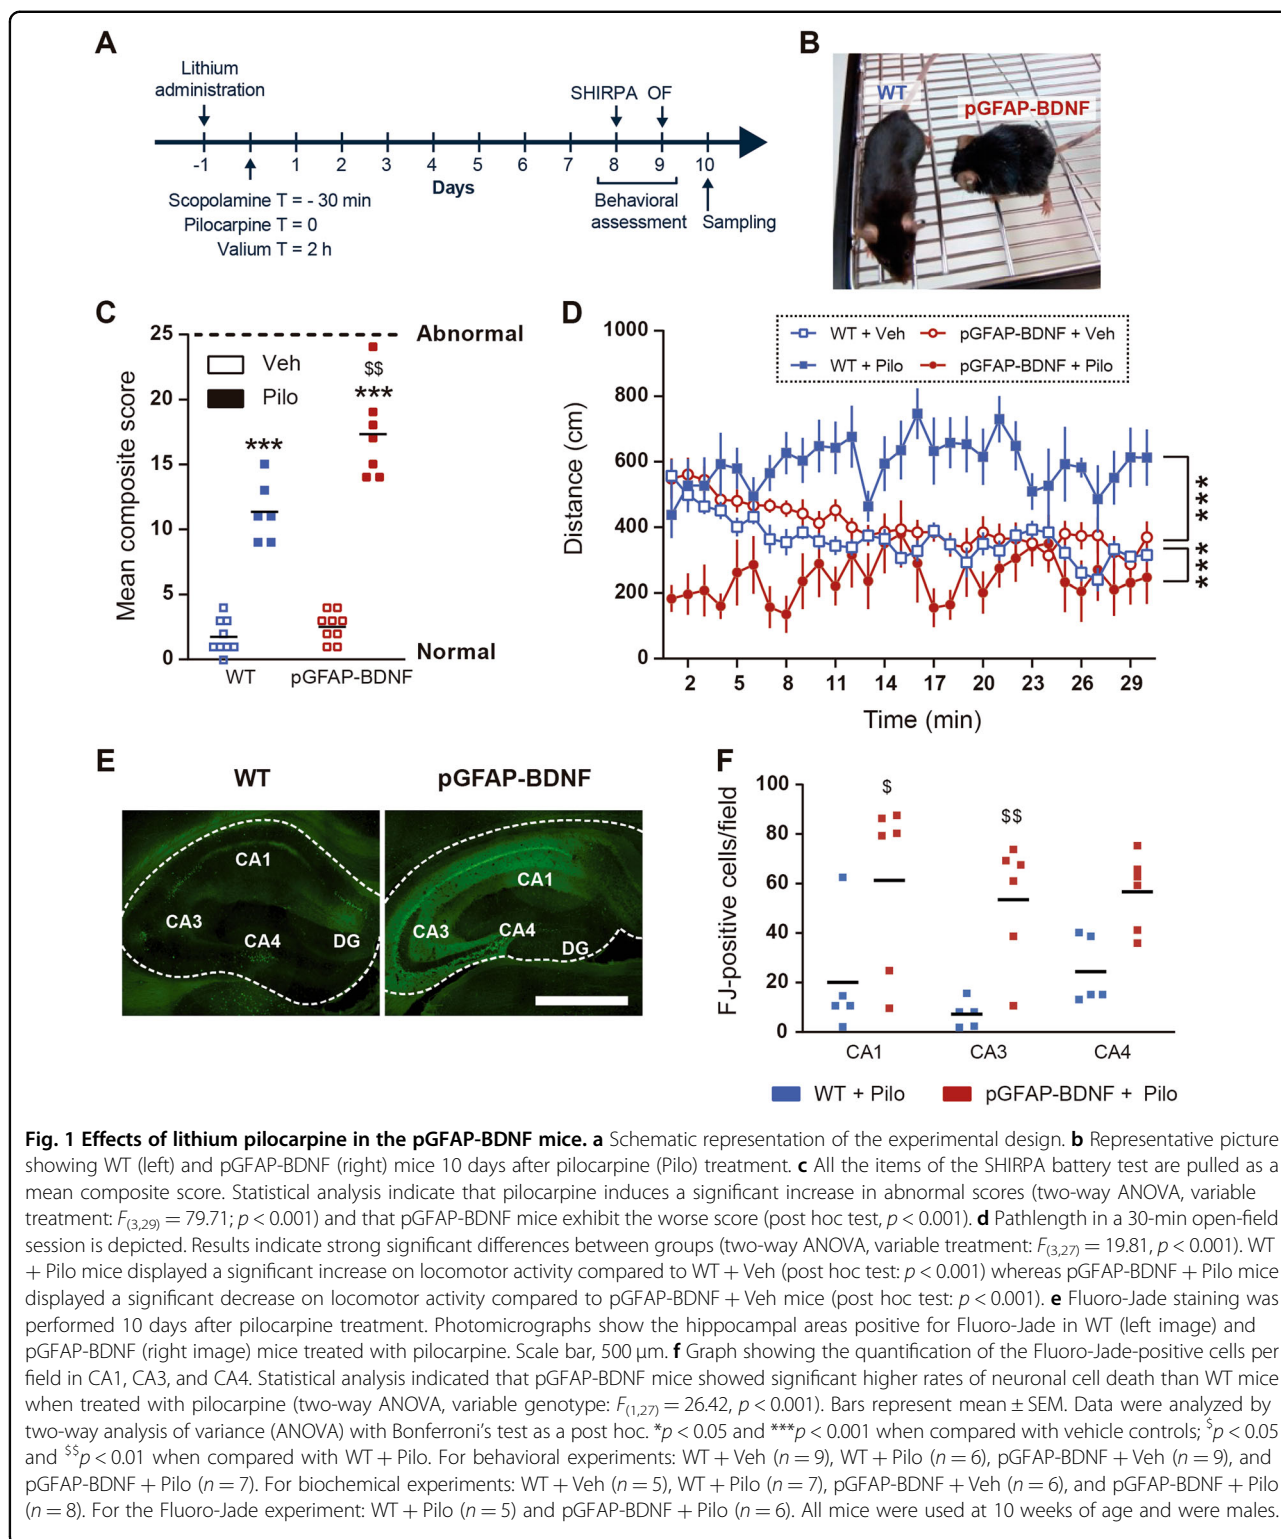 A
Lithium
administration
SHIRPA OF
-1 0 1 2 3 4 5 6 7 8 9 10
Days
Scopolamine T = - 30 min
Pilocarpine T = 0
Valium T = 2 h
Behavioral
assessment
Sampling
B
WT
pGFAP-BDNF
C
Mean composite score
25
20
15
10
5
0
Abnormal
Veh
Pilo
***
$$
***
Normal
WT
pGFAP-BDNF
D
Distance (cm)
1000
800
600
400
200
0
WT + Veh
pGFAP-BDNF + Veh
WT + Pilo
pGFAP-BDNF + Pilo
***
***
2 5 8 11 14 17 20 23 26 29
Time (min)
E
WT
pGFAP-BDNF
CA1
CA3
CA4
DG
CA1
CA3
CA4
DG
F
FJ-positive cells/field
100
80
60
40
20
0
$
$$
CA1
CA3
CA4
WT + Pilo
pGFAP-BDNF + Pilo
Fig. 1 Effects of lithium pilocarpine in the pGFAP-BDNF mice. a Schematic representation of the experimental design. b Representative picture
showing WT (left) and pGFAP-BDNF (right) mice 10 days after pilocarpine (Pilo) treatment. c All the items of the SHIRPA battery test are pulled as a
mean composite score. Statistical analysis indicate that pilocarpine induces a significant increase in abnormal scores (two-way ANOVA, variable
treatment: F(3,29) = 79.71; p < 0.001) and that pGFAP-BDNF mice exhibit the worse score (post hoc test, p < 0.001). d Pathlength in a 30-min open-field
session is depicted. Results indicate strong significant differences between groups (two-way ANOVA, variable treatment: F(3,27) = 19.81, p < 0.001). WT
+ Pilo mice displayed a significant increase on locomotor activity compared to WT + Veh (post hoc test: p < 0.001) whereas pGFAP-BDNF + Pilo mice
displayed a significant decrease on locomotor activity compared to pGFAP-BDNF + Veh mice (post hoc test: p < 0.001). e Fluoro-Jade staining was
performed 10 days after pilocarpine treatment. Photomicrographs show the hippocampal areas positive for Fluoro-Jade in WT (left image) and
pGFAP-BDNF (right image) mice treated with pilocarpine. Scale bar, 500 μm. f Graph showing the quantification of the Fluoro-Jade-positive cells per
field in CA1, CA3, and CA4. Statistical analysis indicated that pGFAP-BDNF mice showed significant higher rates of neuronal cell death than WT mice
when treated with pilocarpine (two-way ANOVA, variable genotype: F(1,27) = 26.42, p < 0.001). Bars represent mean ± SEM. Data were analyzed by
two-way analysis of variance (ANOVA) with Bonferroni's test as a post hoc. *p < 0.05 and ***p < 0.001 when compared with vehicle controls; $p < 0.05
and $$p < 0.01 when compared with WT + Pilo. For behavioral experiments: WT + Veh (n = 9), WT + Pilo (n = 6), pGFAP-BDNF + Veh (n = 9), and
pGFAP-BDNF + Pilo (n = 7). For biochemical experiments: WT + Veh (n = 5), WT + Pilo (n = 7), pGFAP-BDNF + Veh (n = 6), and pGFAP-BDNF + Pilo
(n = 8). For the Fluoro-Jade experiment: WT + Pilo (n = 5) and pGFAP-BDNF + Pilo (n = 6). All mice were used at 10 weeks of age and were males.